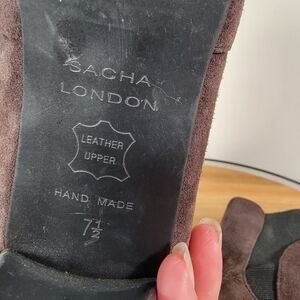 SACHA
LONDON
LEATHER
UPPER
HAND MADE
7½